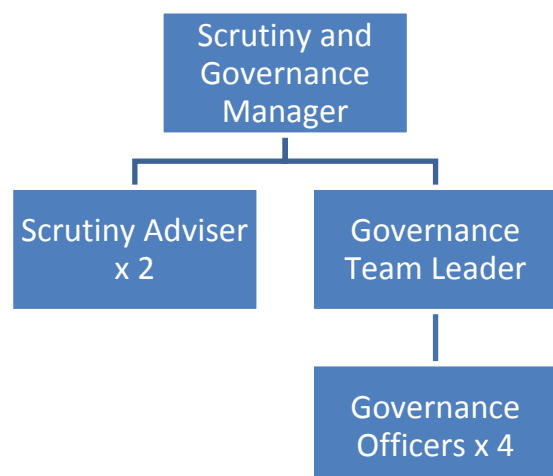 Scrutiny and
Governance
Manager
Scrutiny Adviser
x 2
Governance
Team Leader
Governance
Officers x 4